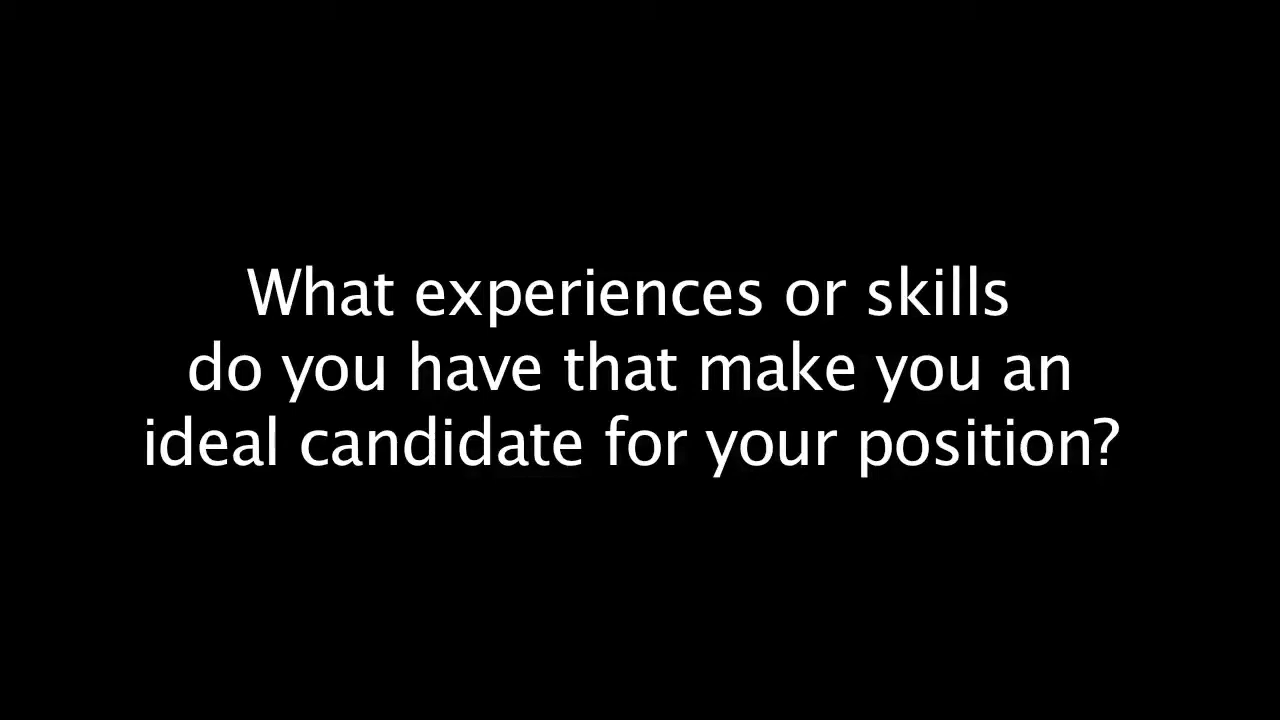 What experiences or skills
do you have that make you an
ideal candidate for your position?